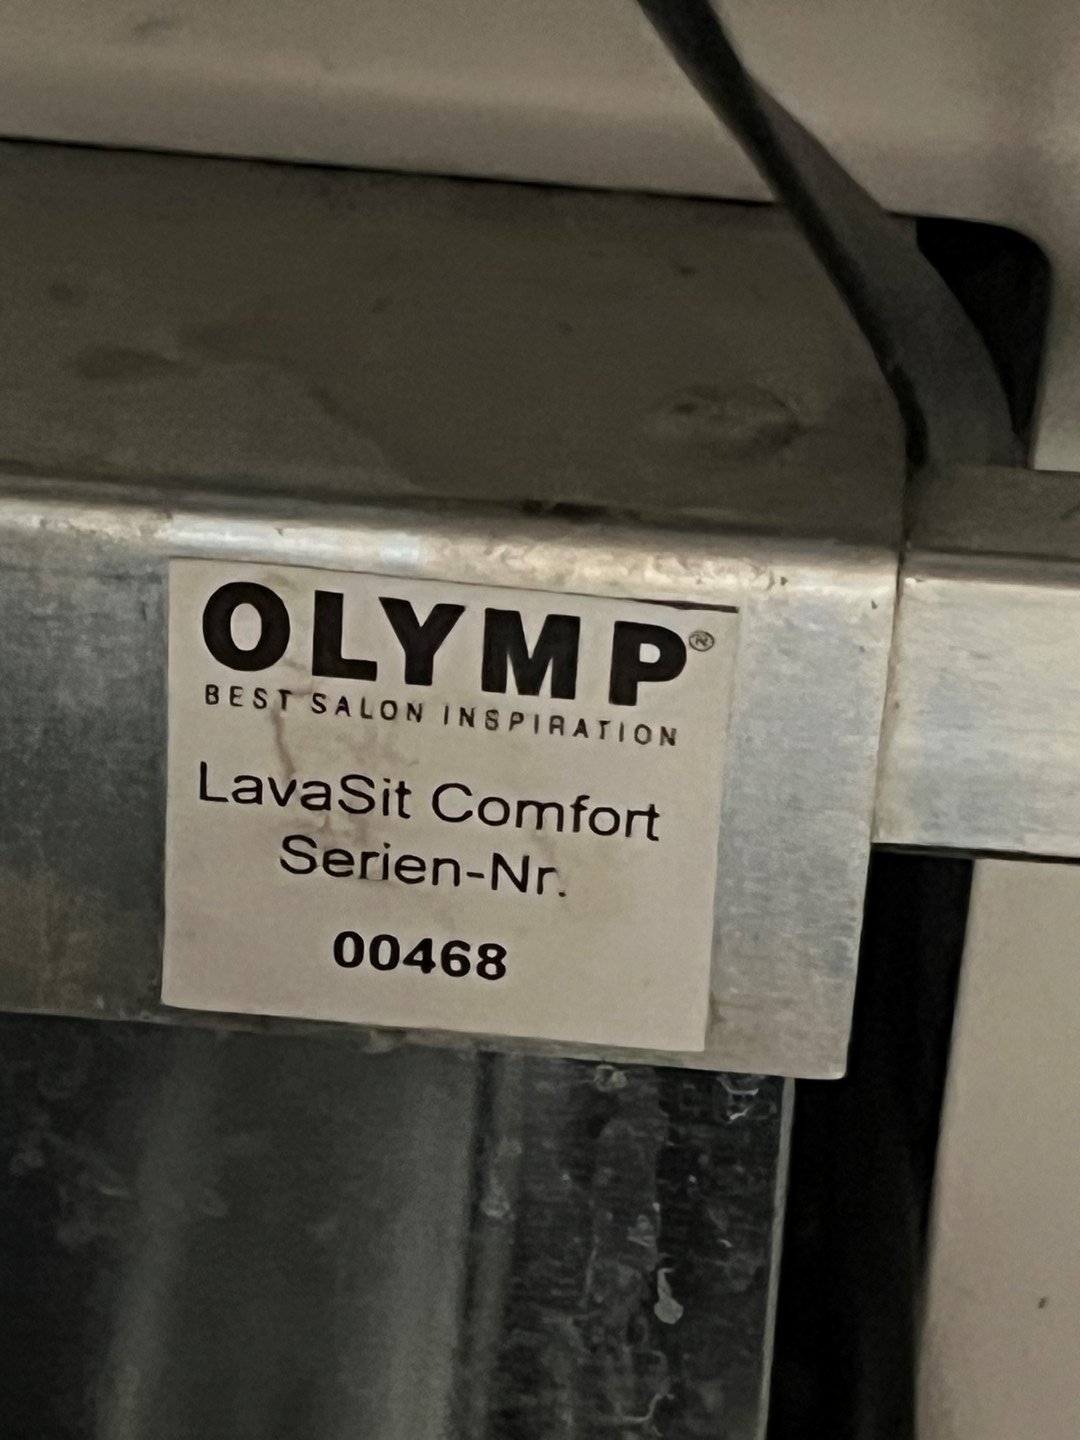 OLYMP®
BEST SALON INSPIRATION
LavaSit Comfort
Serien-Nr.
00468